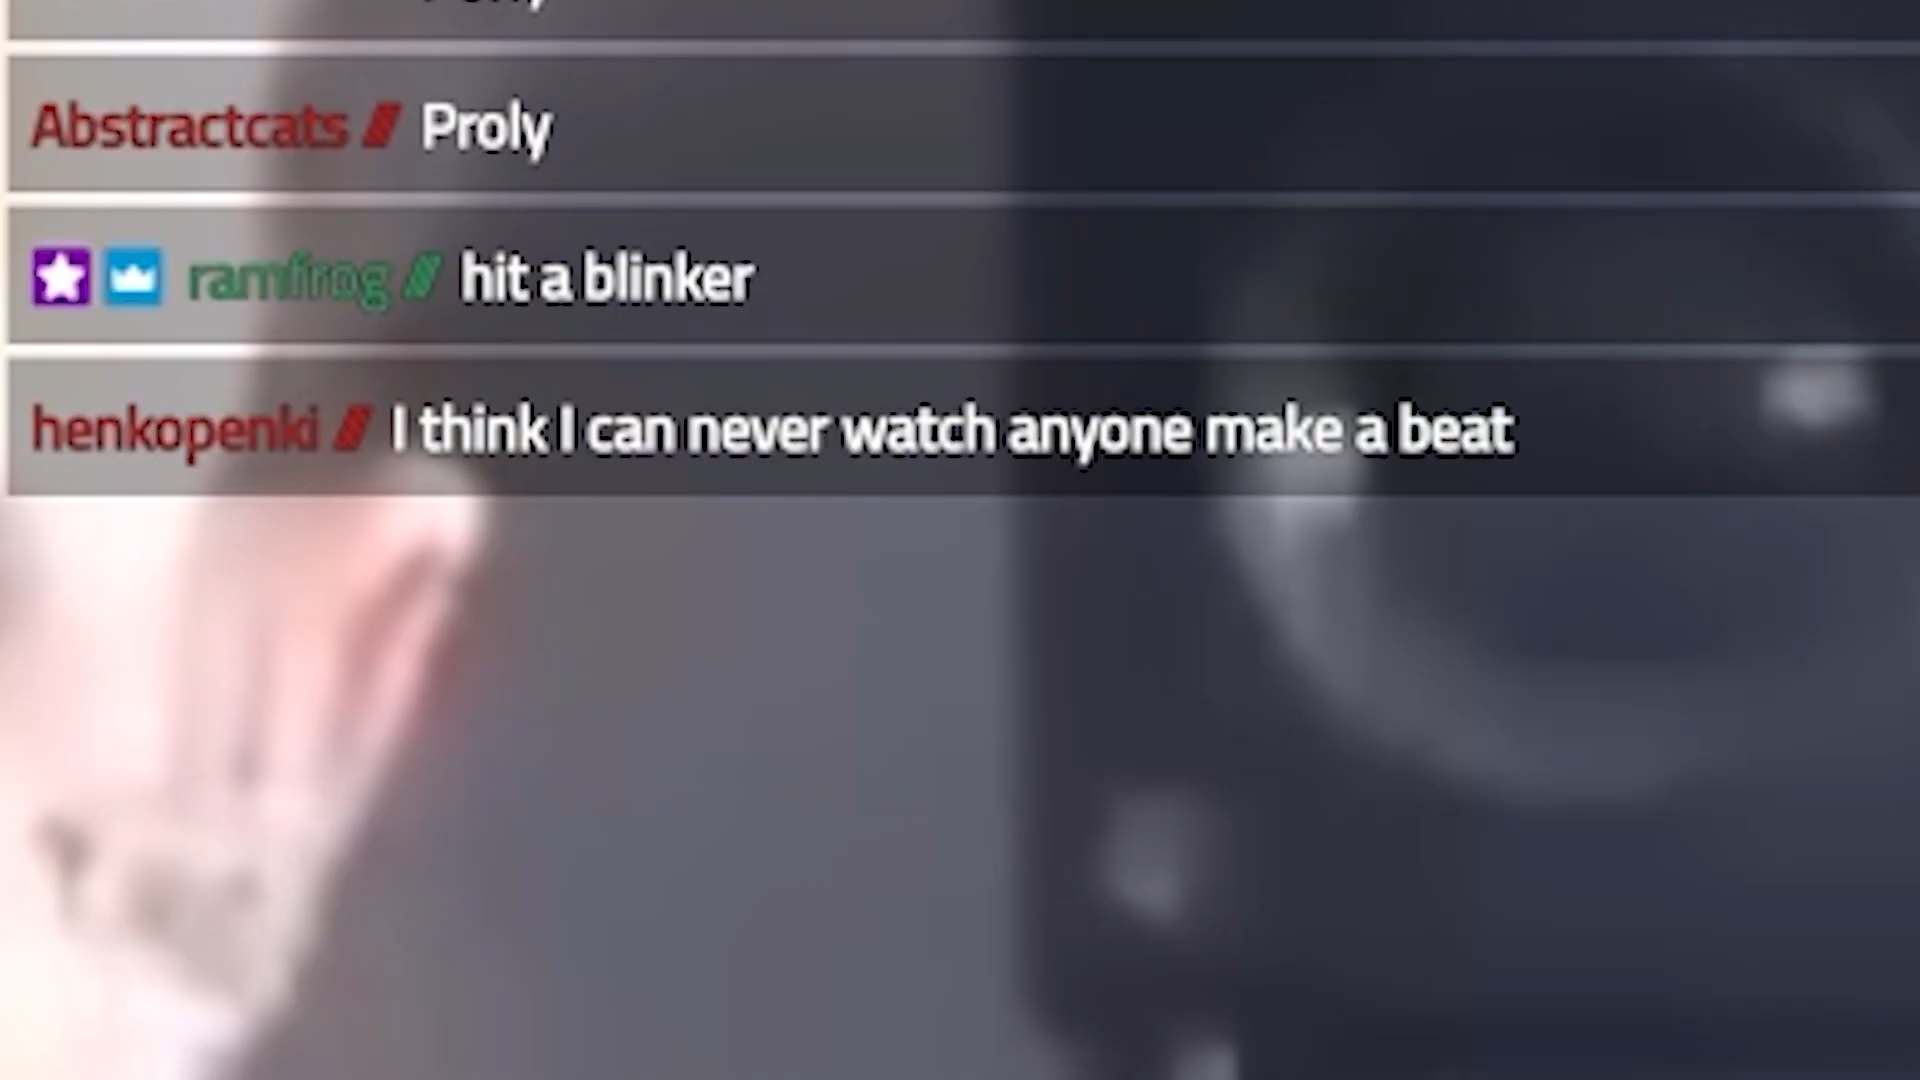 Abstractcats // Proly
ramfrog // hit a blinker
henkopenki // I think I can never watch anyone make a beat